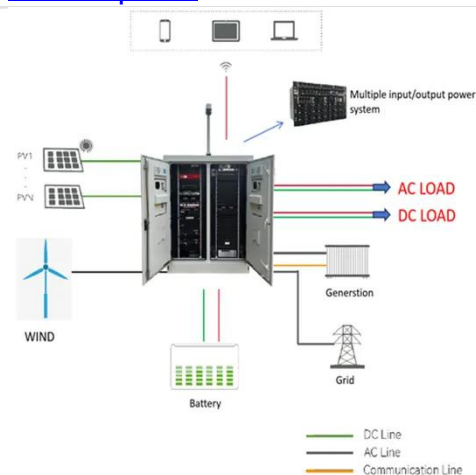 Multiple input/output power
system
PV1
PVN
AC LOAD
DC LOAD
WIND
Generstion
Grid
Battery
DC Line
AC Line
Communication Line